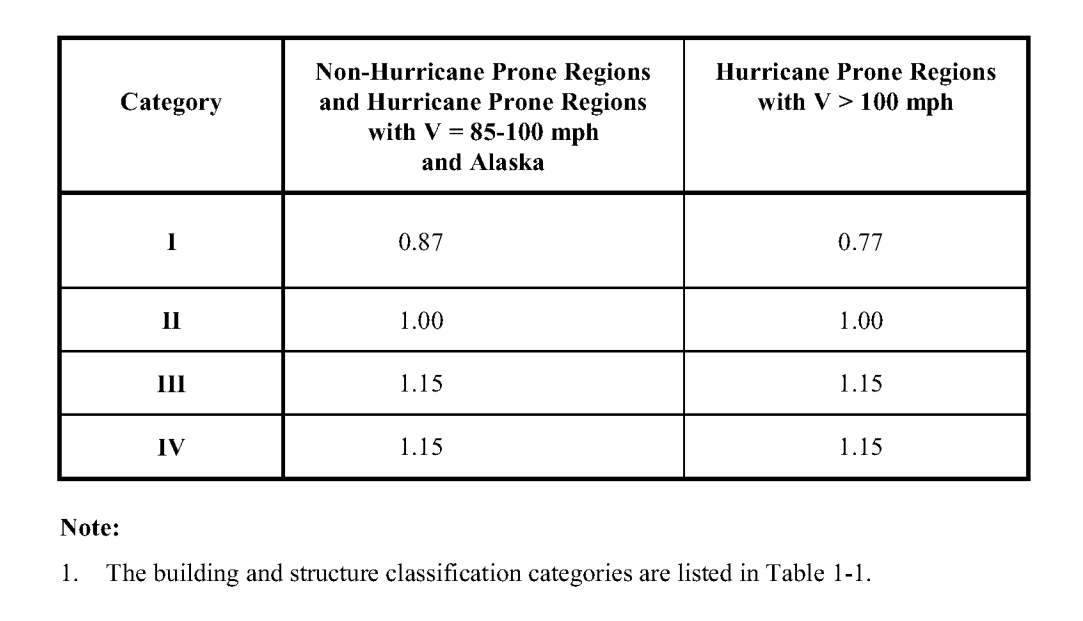 Category
Non-Hurricane Prone Regions
and Hurricane Prone Regions
with V = 85-100 mph
and Alaska
Hurricane Prone Regions
with V > 100 mph
I 0.87 0.77
II 1.00 1.00
III 1.15 1.15
IV 1.15 1.15
Note:
1. The building and structure classification categories are listed in Table 1-1.